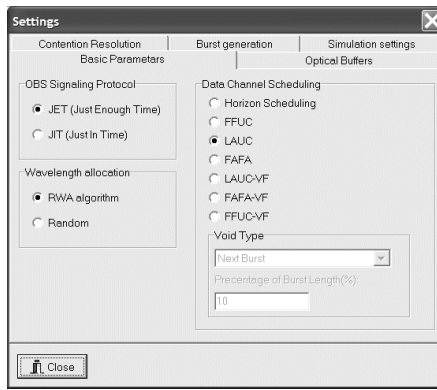 Settings
Contention Resolution
Burst generation
Simulation settings
Basic Parametars
Optical Buffers
OBS Signaling Protocol
JET (Just Enough Time)
JIT (Just In Time)
Wavelength allocation
RWA algorithm
Random
Data Channel Scheduling
Horizon Scheduling
FFUC
LAUC
FAFA
LAUC-VF
FAFA-VF
FFUC-VF
Void Type
Next Burst
Precentage of Burst Length(%):
10
Close